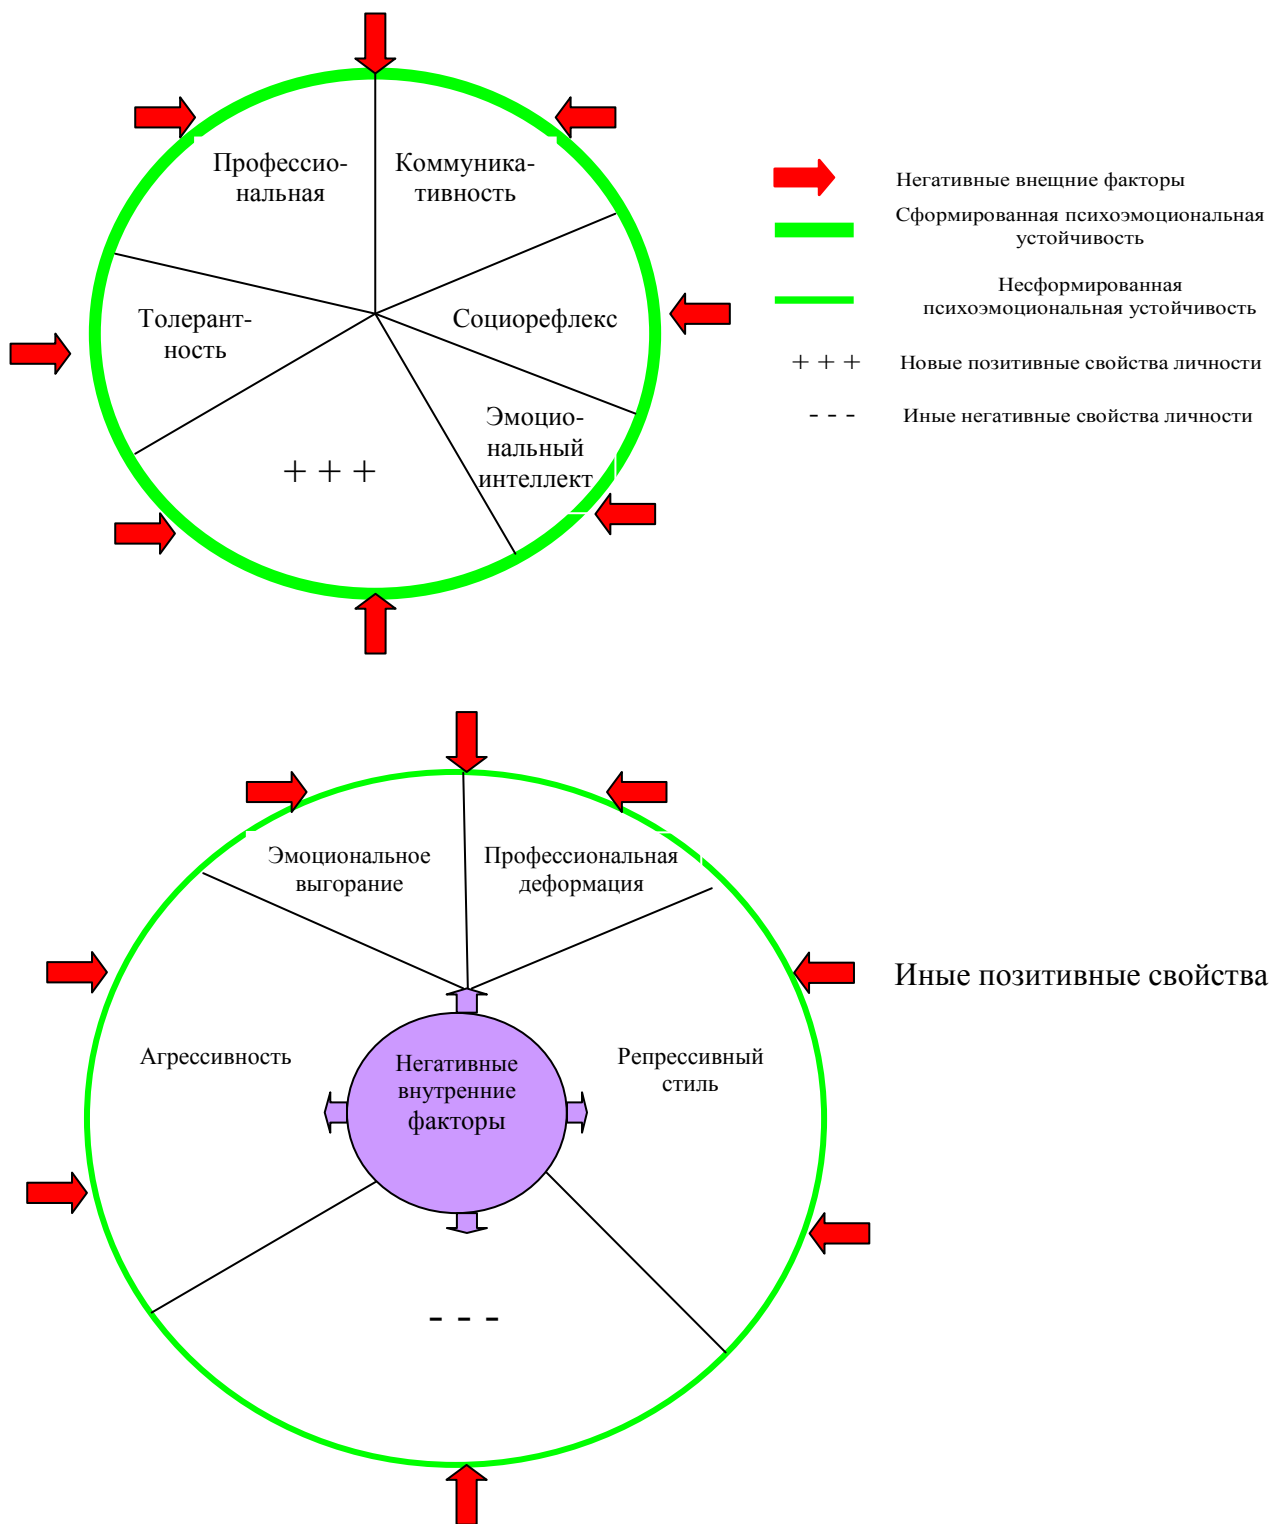 Профессио-
нальная
Коммуника-
тивность
Толерант-
ность
Социорефлекс
Эмоцио-
нальный
интеллект
+ + +
Негативные внещние факторы
Сформированная психоэмоциональная
устойчивость
Несформированная
психоэмоциональная устойчивость
+ + + Новые позитивные свойства личности
- - - Иные негативные свойства личности
Эмоциональное
выгорание
Профессиональная
деформация
Иные позитивные свойства
Агрессивность
Негативные
внутренние
факторы
Репрессивный
стиль
- - -